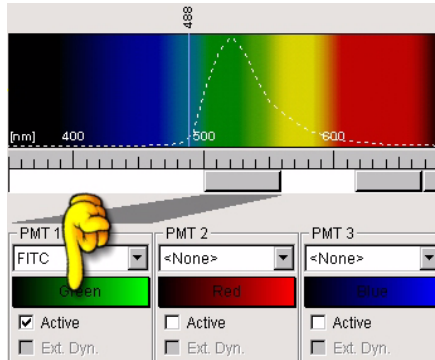 488
[nm] 400 500 600
PMT 1 PMT 2 PMT 3
FITC <None> <None>
Green Red Blue
Active Active Active
Ext. Dyn. Ext. Dyn. Ext. Dyn.